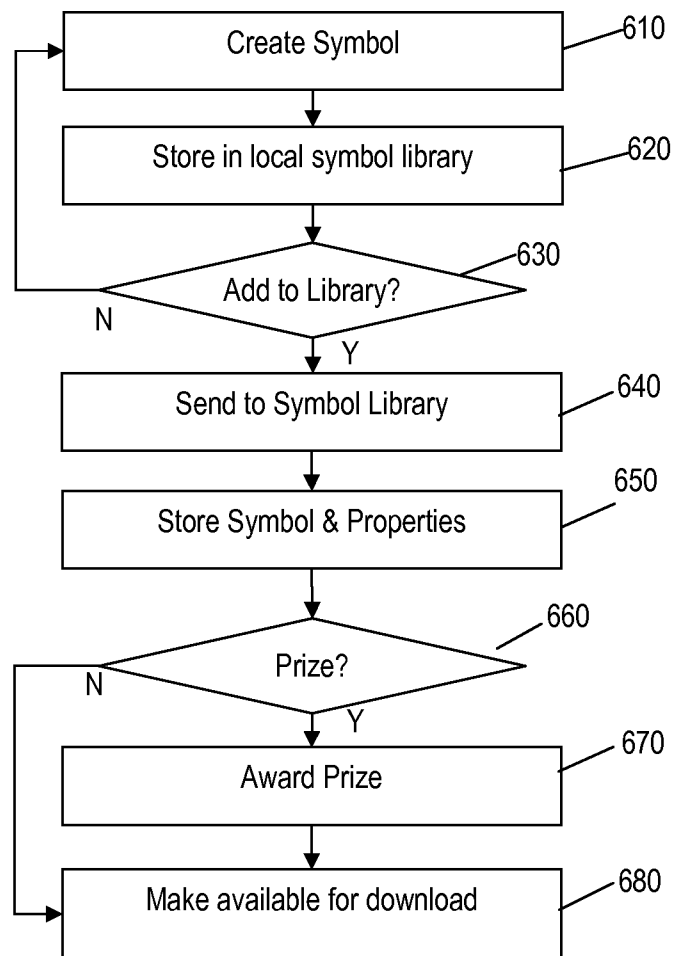 Create Symbol
610
Store in local symbol library
620
630
Add to Library?
N
Y
Send to Symbol Library
640
650
Store Symbol & Properties
660
Prize?
N
Y
670
Award Prize
Make available for download
680